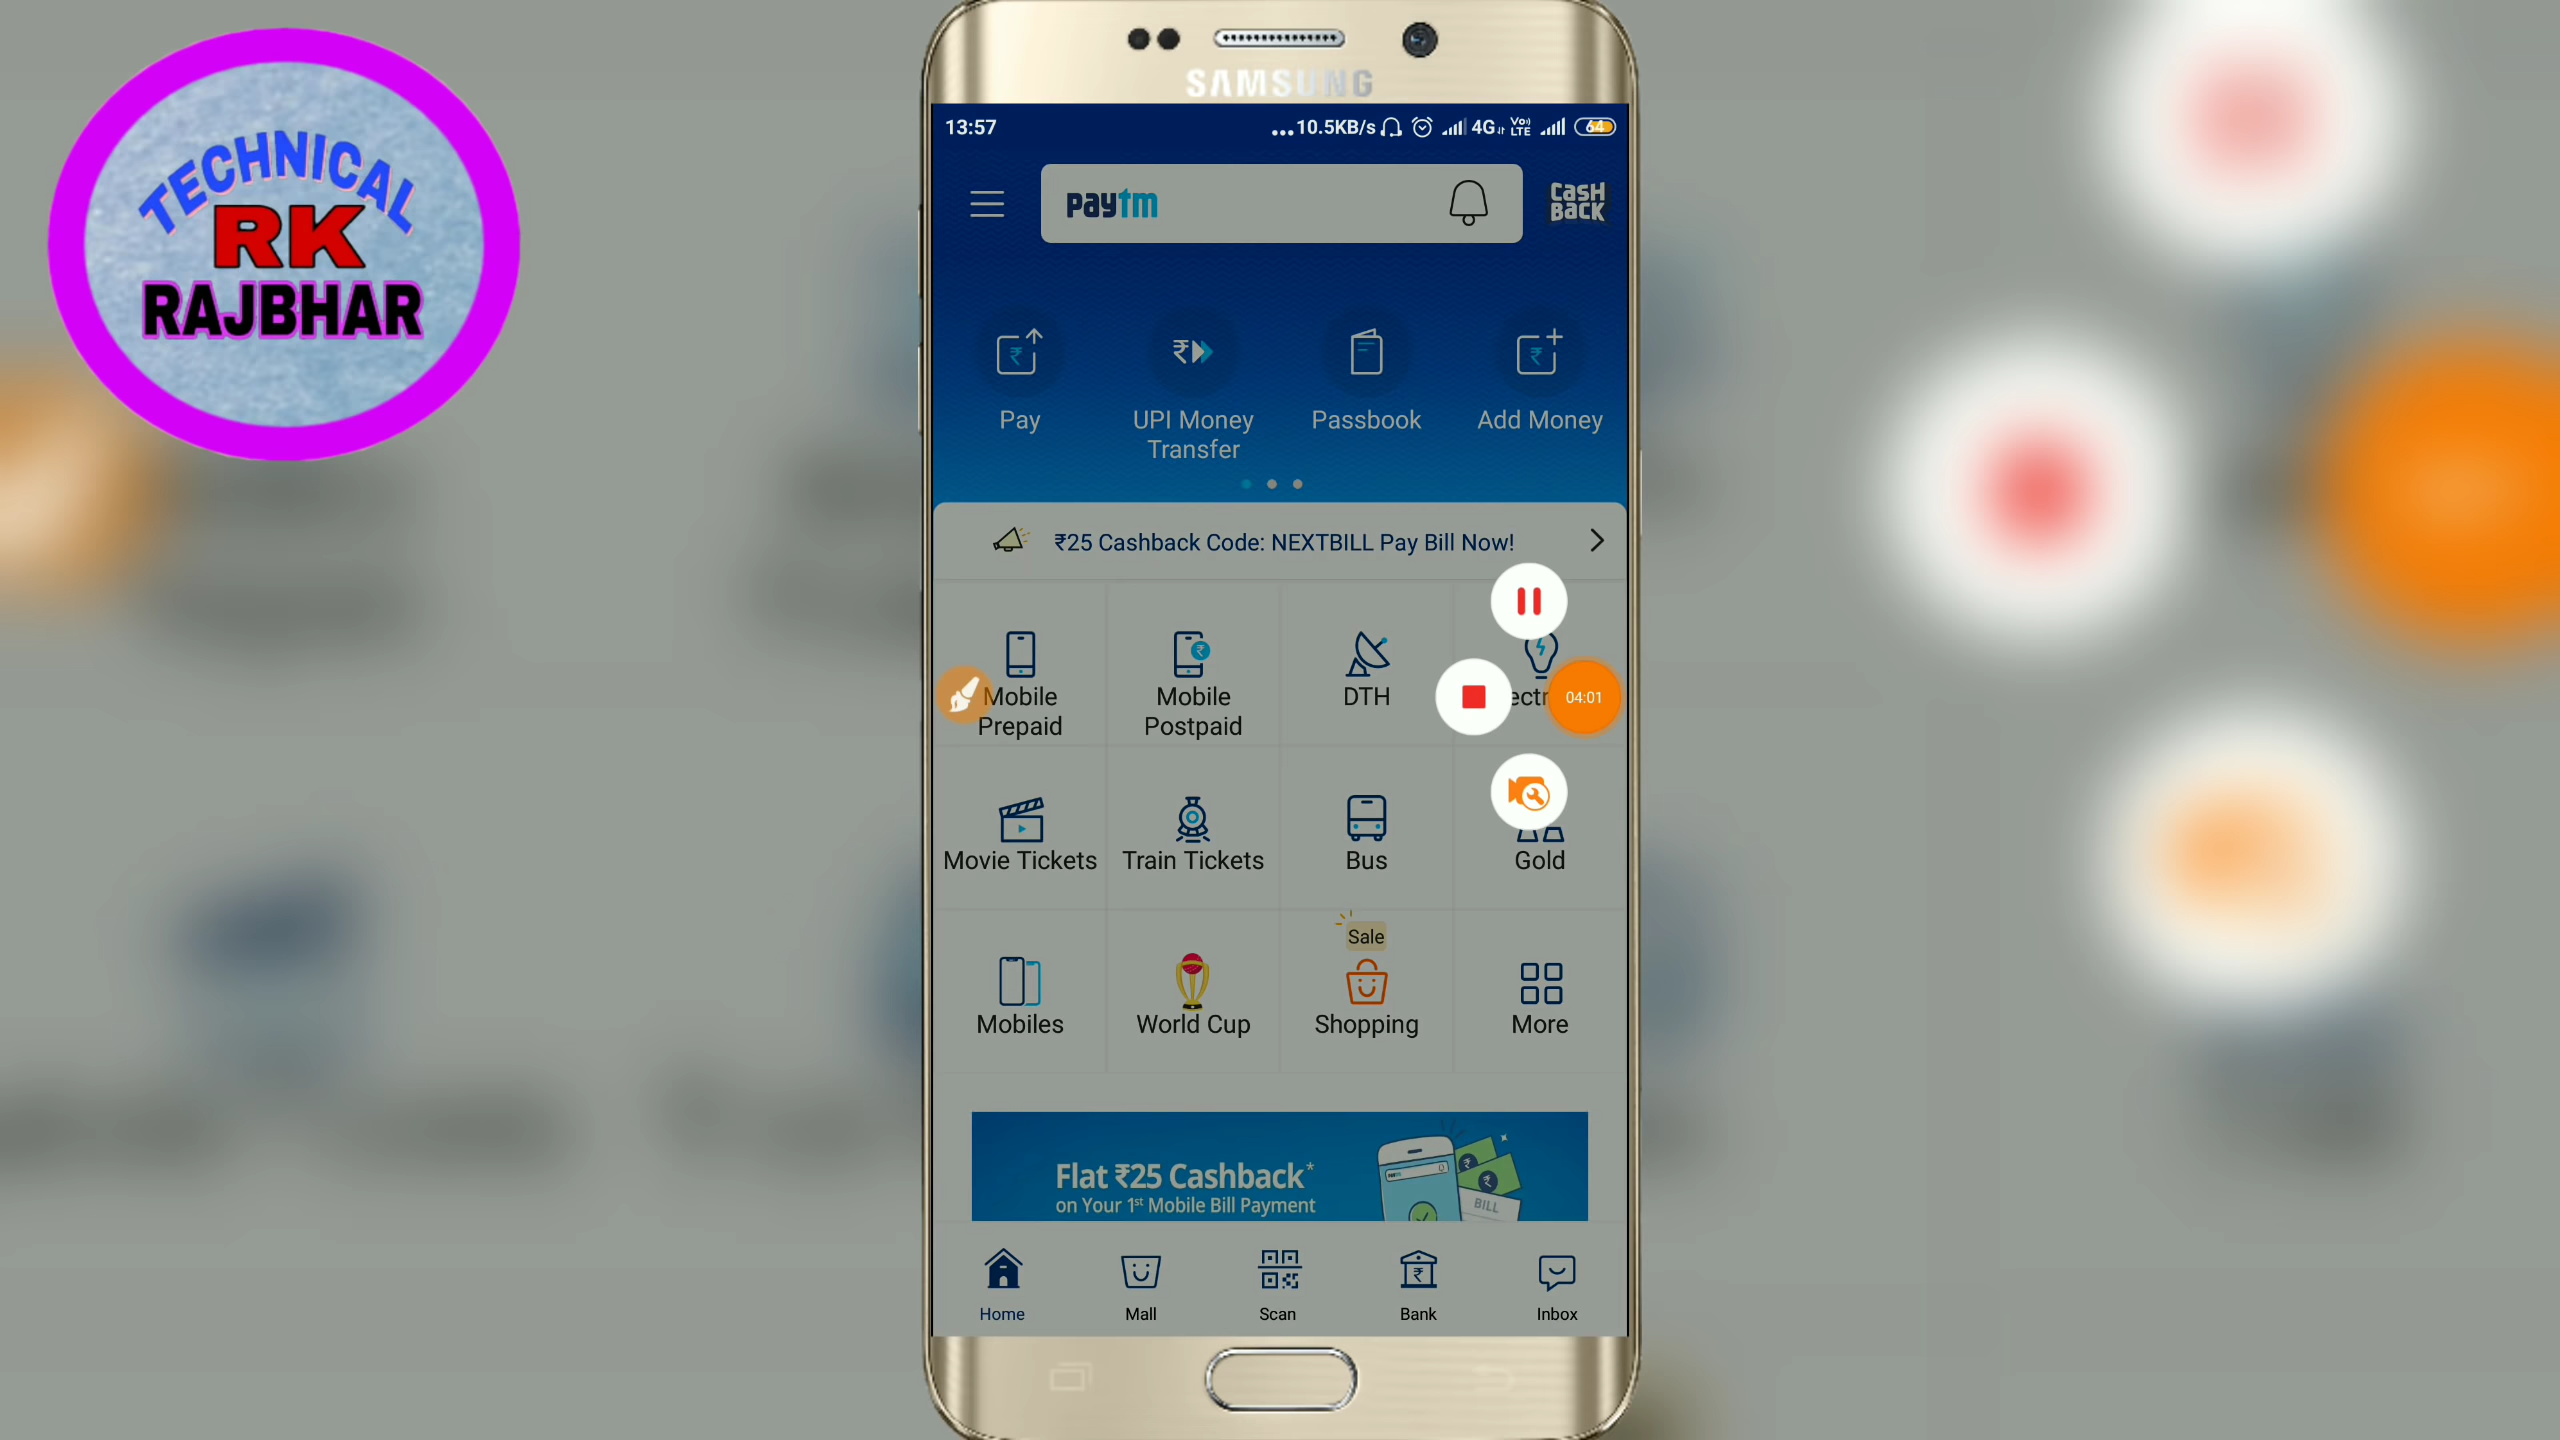 TECHNICAL
RK
RAJBHAR
SAMSUNG
13:57
...10.5KB/s 4G Vo) LTE 64
paytm
CASH BACK
Pay
UPI Money Transfer
Passbook
Add Money
₹25 Cashback Code: NEXTBILL Pay Bill Now!
Mobile Prepaid
Mobile Postpaid
DTH
04:01
Movie Tickets
Train Tickets
Bus
Gold
Sale
Mobiles
World Cup
Shopping
More
Flat ₹25 Cashback*
on Your 1st Mobile Bill Payment
BILL
Home
Mall
Scan
Bank
Inbox